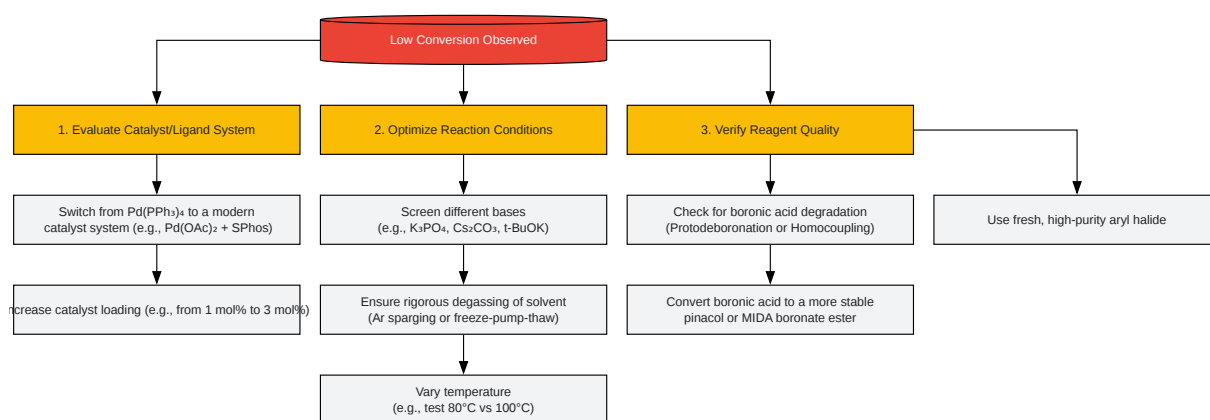 Low Conversion Observed
1. Evaluate Catalyst/Ligand System
2. Optimize Reaction Conditions
3. Verify Reagent Quality
Switch from Pd(PPh₃)₄ to a modern
catalyst system (e.g., Pd(OAc)₂ + SPhos)
Screen different bases
(e.g., K₃PO₄, Cs₂CO₃, t-BuOK)
Check for boronic acid degradation
(Protodeboronation or Homocoupling)
Use fresh, high-purity aryl halide
ncrease catalyst loading (e.g., from 1 mol% to 3 mol%)
Ensure rigorous degassing of solvent
(Ar sparging or freeze-pump-thaw)
Convert boronic acid to a more stable
pinacol or MIDA boronate ester
Vary temperature
(e.g., test 80°C vs 100°C)